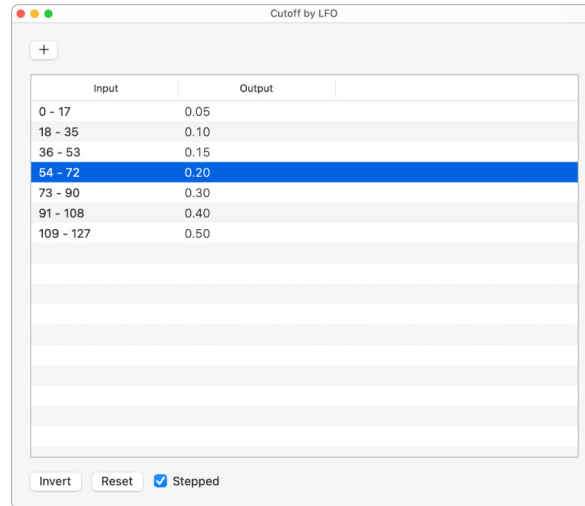 Cutoff by LFO
+
Input Output
0 - 17 0.05
18 - 35 0.10
36 - 53 0.15
54 - 72 0.20
73 - 90 0.30
91 - 108 0.40
109 - 127 0.50
Invert Reset Stepped